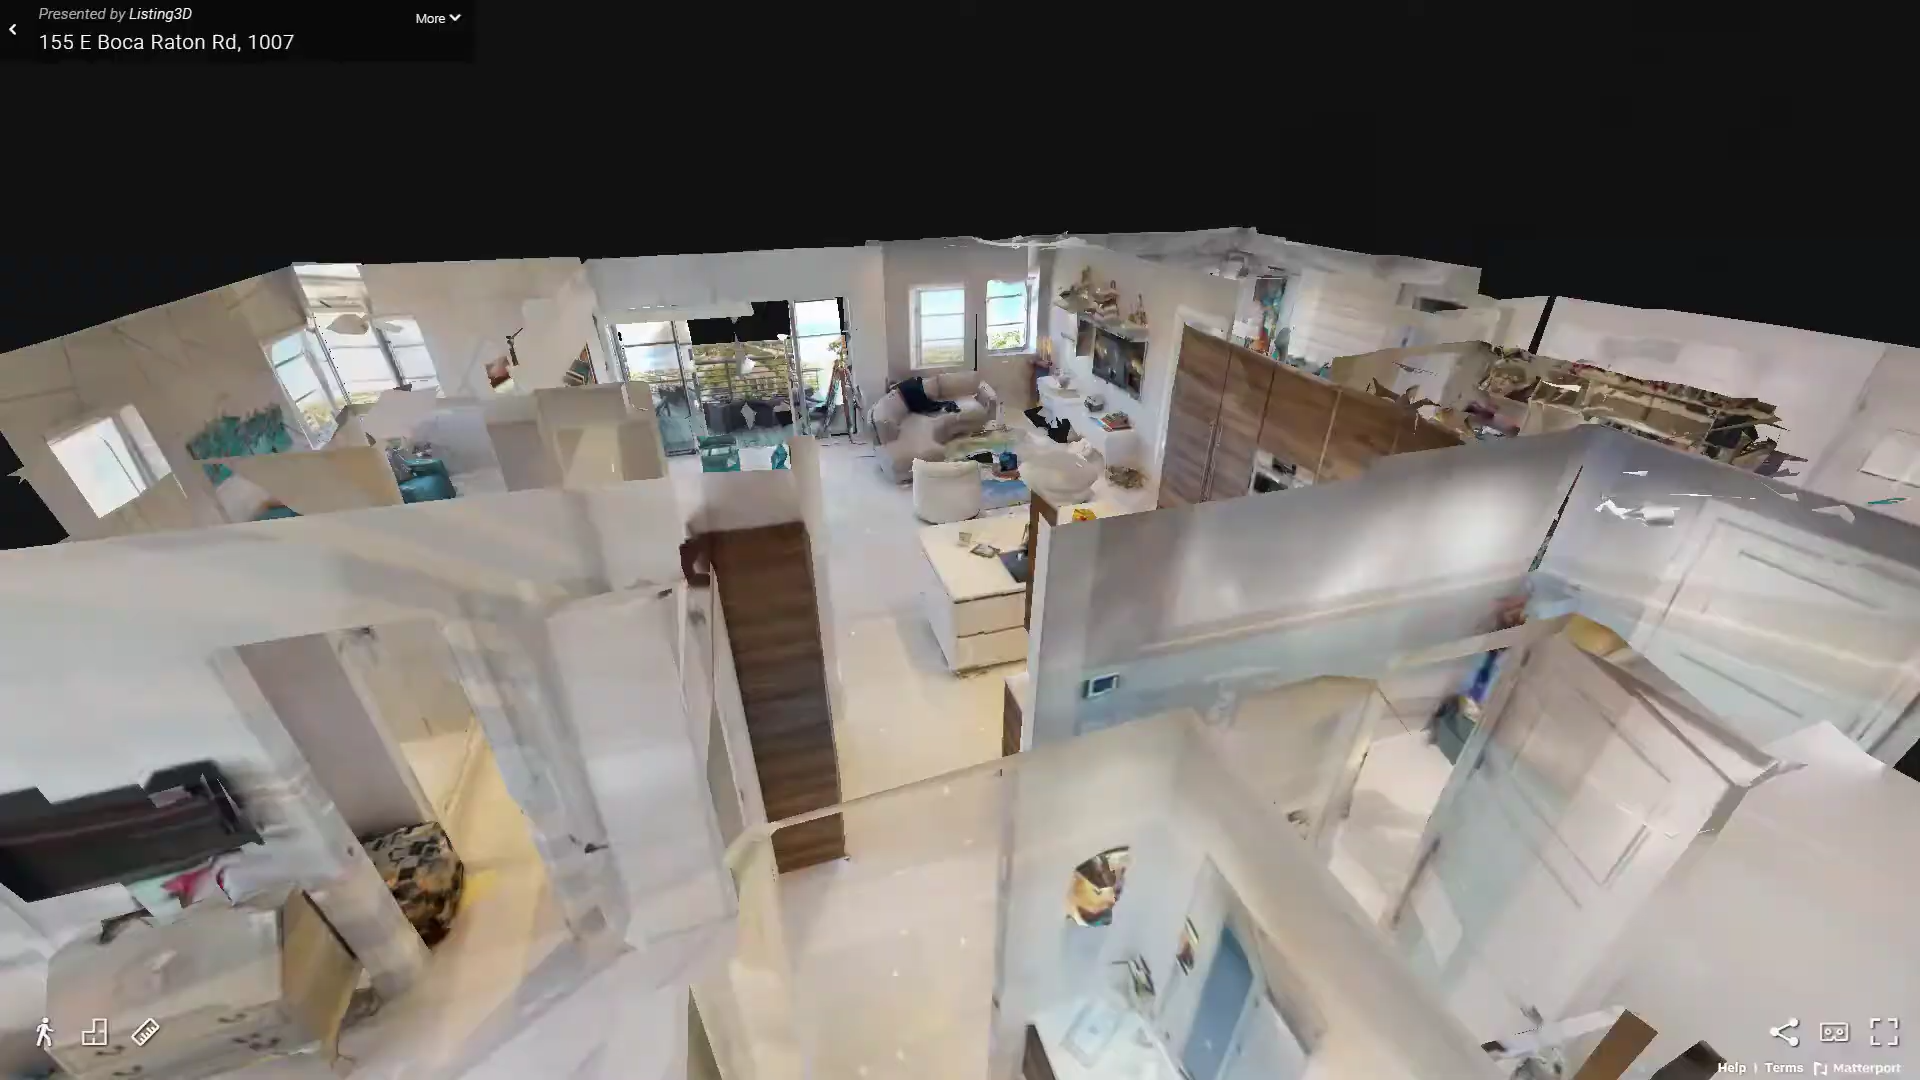 Presented by Listing3D
More
155 E Boca Raton Rd, 1007
Help | Terms Matterport